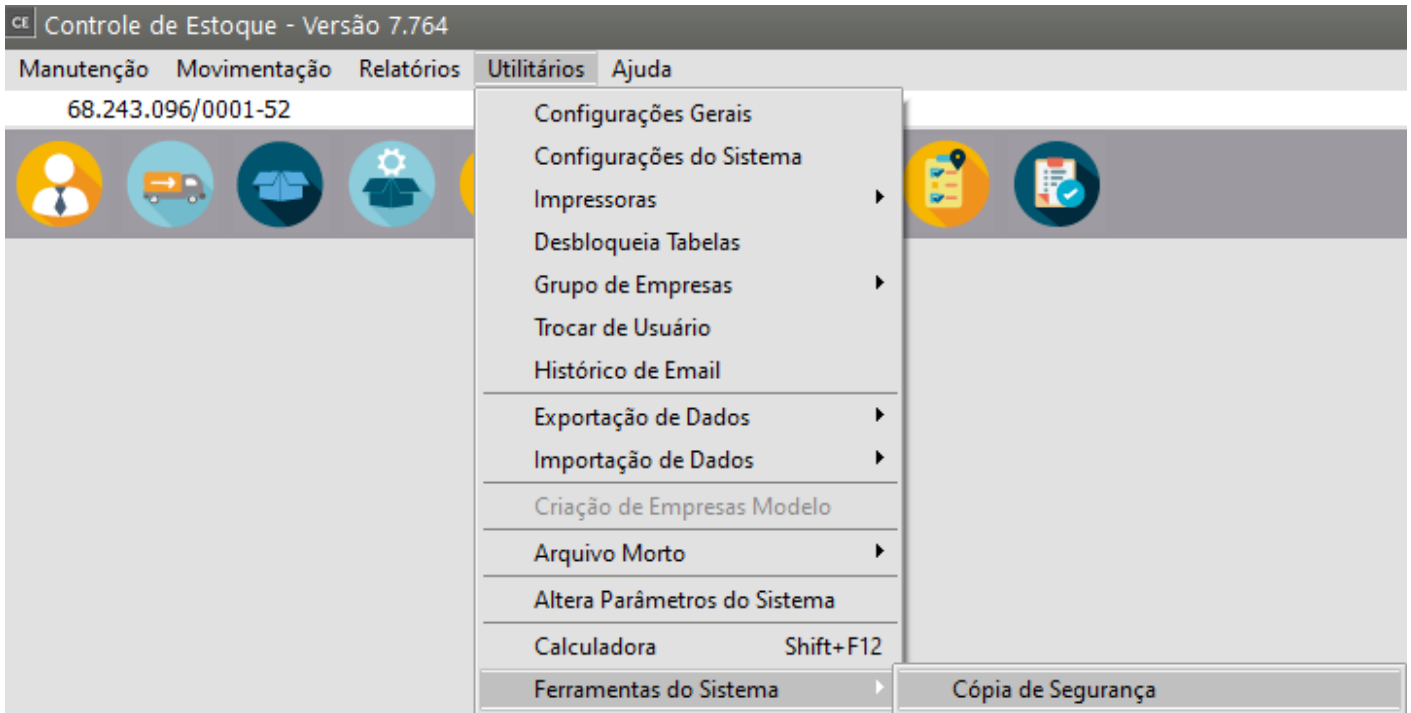 CE Controle de Estoque - Versão 7.764
Manutenção Movimentação Relatórios Utilitários Ajuda
68.243.096/0001-52
Configurações Gerais
Configurações do Sistema
Impressoras
Desbloqueia Tabelas
Grupo de Empresas
Trocar de Usuário
Histórico de Email
Exportação de Dados
Importação de Dados
Criação de Empresas Modelo
Arquivo Morto
Altera Parâmetros do Sistema
Calculadora Shift+F12
Ferramentas do Sistema Cópia de Segurança